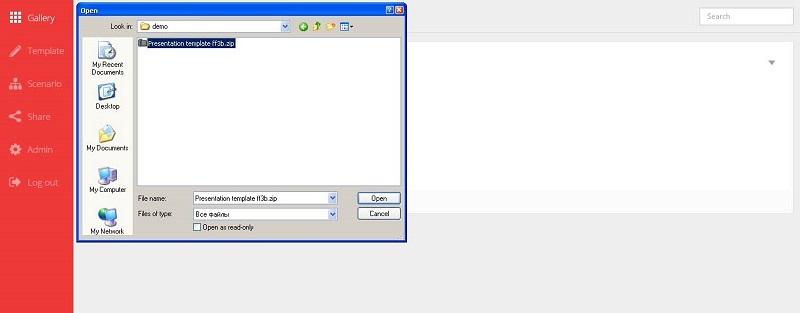 Gallery
Template
Scenario
Share
Admin
Log out
Search
Open
Look in:
demo
Presentation template ff3b.zip
My Recent
Documents
Desktop
My Documents
My Computer
My Network
File name:
Presentation template ff3b.zip
Open
Files of type:
Все файлы
Cancel
Open as read-only